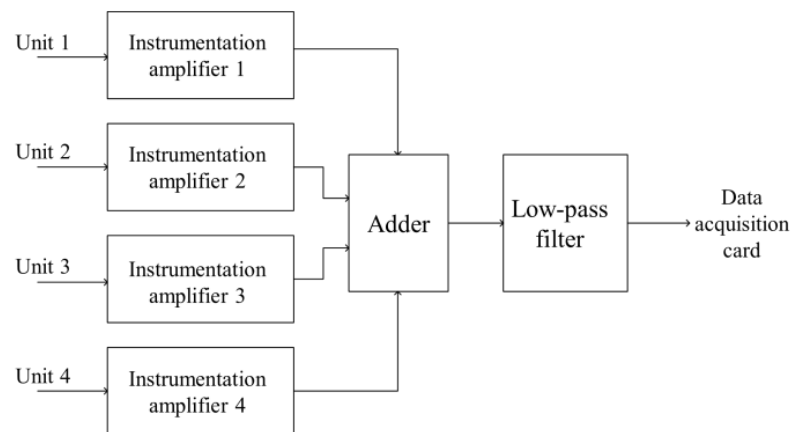 Unit 1
Instrumentation
amplifier 1
Unit 2
Instrumentation
amplifier 2
Unit 3
Instrumentation
amplifier 3
Unit 4
Instrumentation
amplifier 4
Adder
Low-pass
filter
Data
acquisition
card